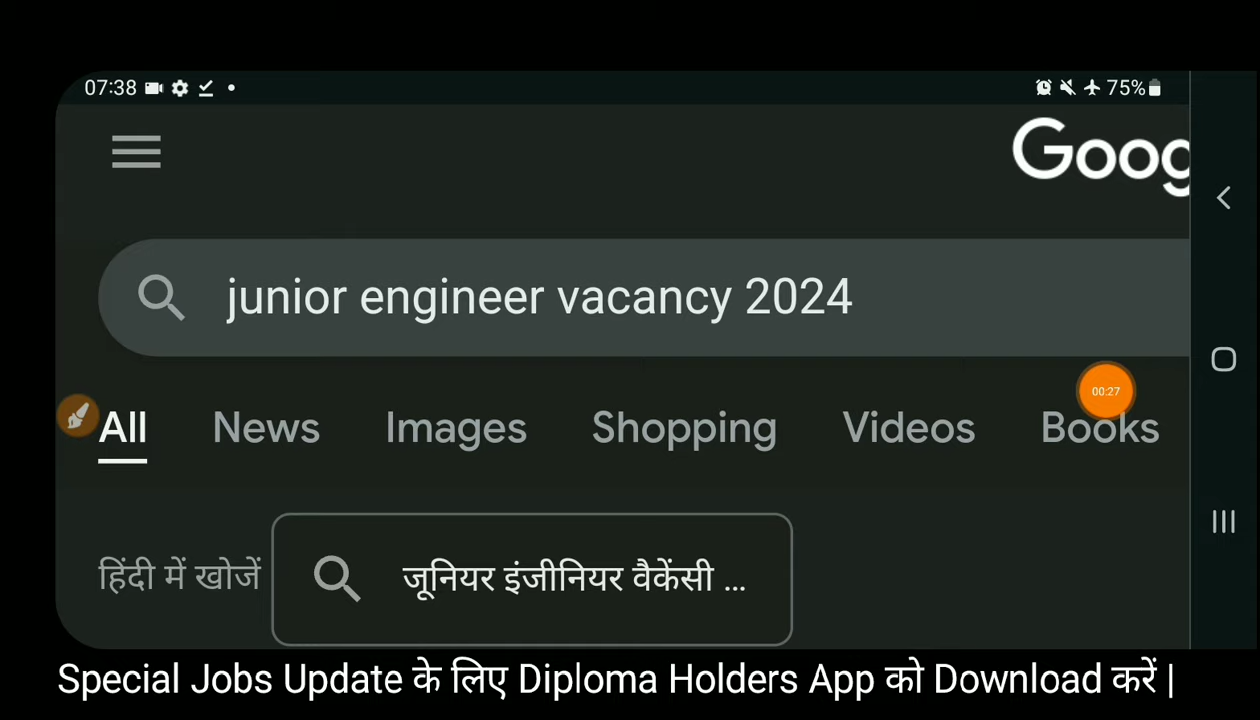 07:38 75%
Goog
junior engineer vacancy 2024
00:27
All News Images Shopping Videos Books
हिंदी में खोजें जूनियर इंजीनियर वैकेंसी ...
Special Jobs Update के लिए Diploma Holders App को Download करें |